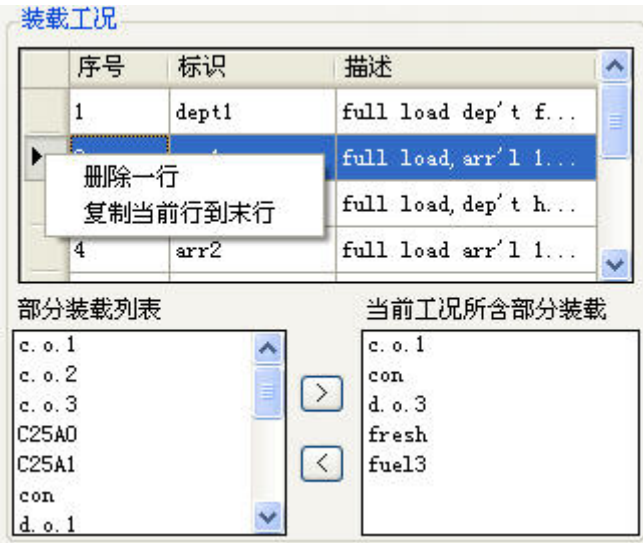 装载工况
序号 标识 描述
1 dept1 full load dep't f...
full load,arr'l 1...
删除一行
full load,dep't h...
复制当前行到末行
4 arr2 full load arr'l 1...
部分装载列表 当前工况所含部分装载
c.o.1 c.o.1
c.o.2 con
c.o.3 > d.o.3
C25A0 fresh
C25A1 < fuel3
con
d.o.1